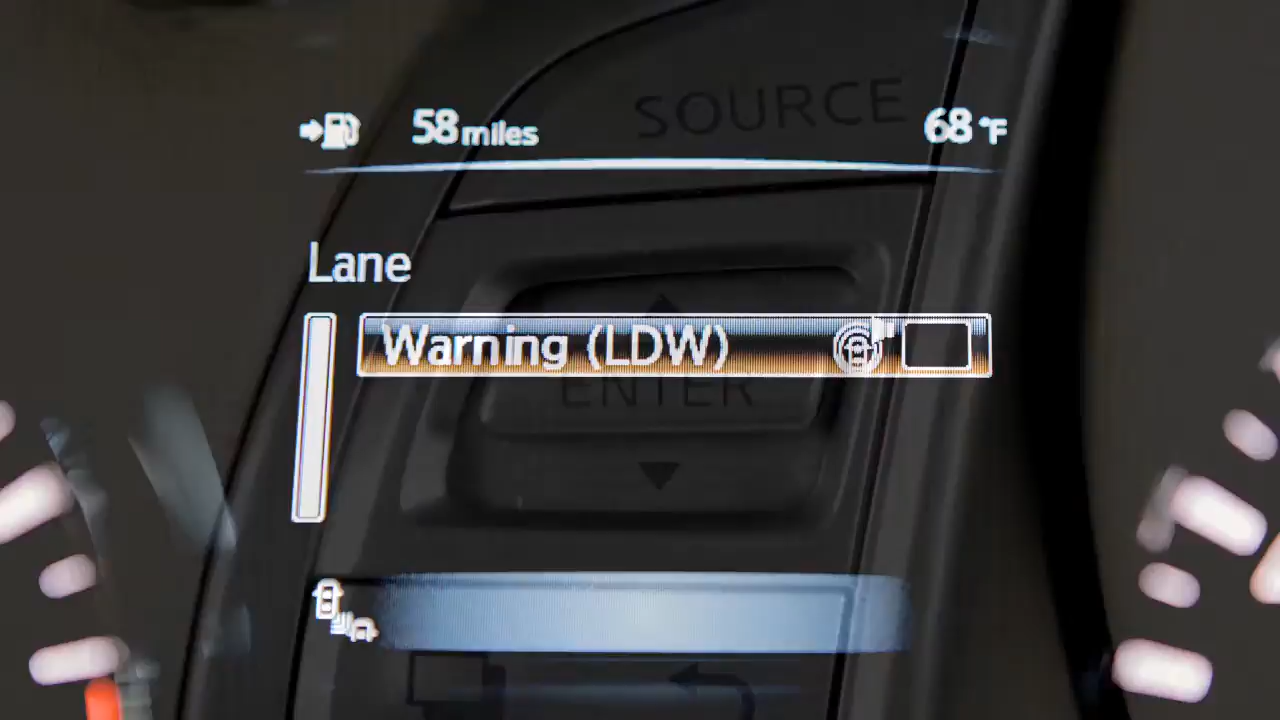 SOURCE
58 miles 68 °F
Lane
Warning (LDW)
ENTER